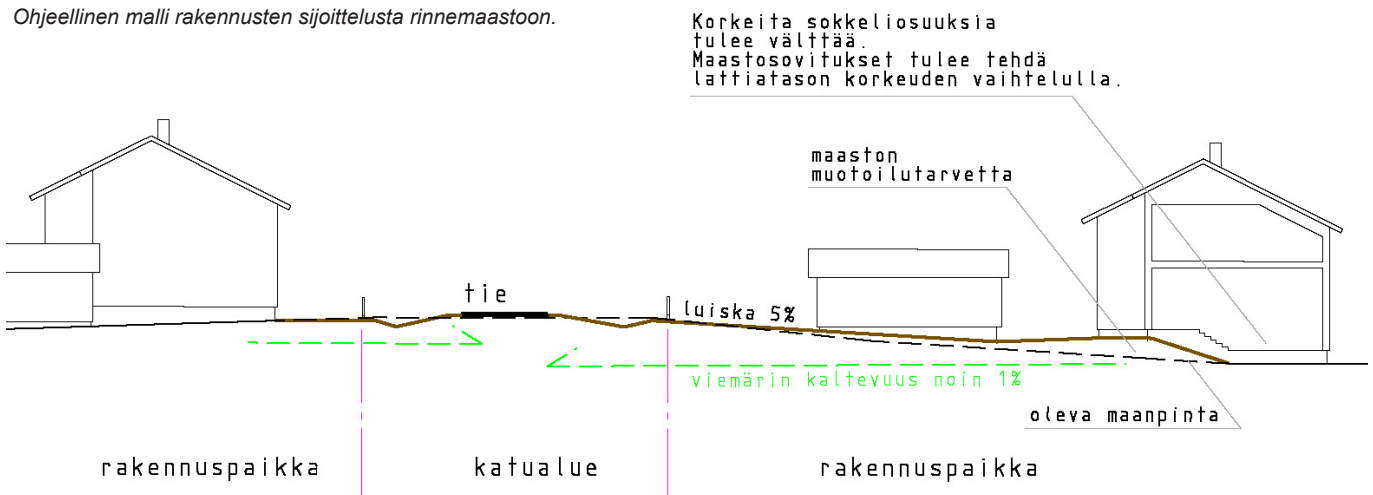 Ohjeellinen malli rakennusten sijoittelusta rinnemaastoon.
Korkeita sokkeliosuuksia
tulee välttää.
Maastosovitukset tulee tehdä
lattiatason korkeuden vaihtelulla.
maaston
muotoilutarvetta
tie
luiska 5%
viemärin kaltevuus noin 1%
oleva maanpinta
rakennuspaikka
katualue
rakennuspaikka